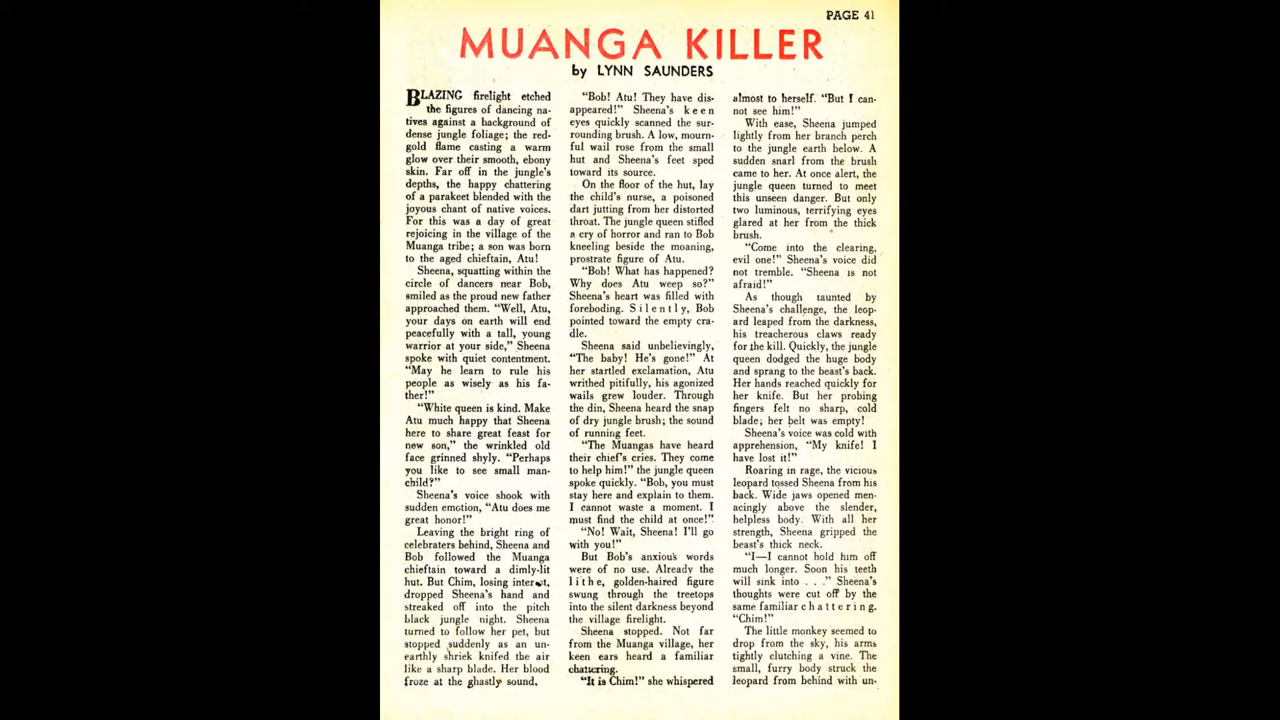 PAGE 41
MUANGA KILLER
by LYNN SAUNDERS
BLAZING firelight etched
the figures of dancing na-
tives against a background of
dense jungle foliage; the red-
gold flame casting a warm
glow over their smooth, ebony
skin. Far off in the jungle's
depths, the happy chattering
of a parakeet blended with the
joyous chant of native voices.
For this was a day of great
rejoicing in the village of the
Muanga tribe; a son was born
to the aged chieftain, Atu!
Sheena, squatting within the
circle of dancers near Bob,
smiled as the proud new father
approached them. "Well, Atu,
your days on earth will end
peacefully with a tall, young
warrior at your side," Sheena
spoke with quiet contentment.
"May he learn to rule his
people as wisely as his fa-
ther!"
"White queen is kind. Make
Atu much happy that Sheena
here to share great feast for
new son," the wrinkled old
face grinned shyly. "Perhaps
you like to see small man-
child?"
Sheena's voice shook with
sudden emotion, "Atu does me
great honor!"
Leaving the bright ring of
celebraters behind, Sheena and
Bob followed the Muanga
chieftain toward a dimly-lit
hut. But Chim, losing interest,
dropped Sheena's hand and
streaked off into the pitch
black jungle night. Sheena
turned to follow her pet, but
stopped suddenly as an un-
earthly shriek knifed the air
like a sharp blade. Her blood
froze at the ghastly sound.
"Bob! Atu! They have dis-
appeared!" Sheena's keen
eyes quickly scanned the sur-
rounding brush. A low, mourn-
ful wail rose from the small
hut and Sheena's feet sped
toward its source.
On the floor of the hut, lay
the child's nurse, a poisoned
dart jutting from her distorted
throat. The jungle queen stifled
a cry of horror and ran to Bob
kneeling beside the moaning,
prostrate figure of Atu.
"Bob! What has happened?
Why does Atu weep so?"
Sheena's heart was filled with
foreboding. Silently, Bob
pointed toward the empty cra-
dle.
Sheena said unbelievingly,
"The baby! He's gone!" At
her startled exclamation, Atu
writhed pitifully, his agonized
wails grew louder. Through
the din, Sheena heard the snap
of dry jungle brush; the sound
of running feet.
"The Muangas have heard
their chief's cries. They come
to help him!" the jungle queen
spoke quickly. "Bob, you must
stay here and explain to them.
I cannot waste a moment. I
must find the child at once!"
"No! Wait, Sheena! I'll go
with you!"
But Bob's anxious words
were of no use. Already the
lithe, golden-haired figure
swung through the treetops
into the silent darkness beyond
the village firelight.
Sheena stopped. Not far
from the Muanga village, her
keen ears heard a familiar
chattering.
"It is Chim!" she whispered
almost to herself. "But I can-
not see him!"
With ease, Sheena jumped
lightly from her branch perch
to the jungle earth below. A
sudden snarl from the brush
came to her. At once alert, the
jungle queen turned to meet
this unseen danger. But only
two luminous, terrifying eyes
glared at her from the thick
brush.
"Come into the clearing,
evil one!" Sheena's voice did
not tremble. "Sheena is not
afraid!"
As though taunted by
Sheena's challenge, the leop-
ard leaped from the darkness,
his treacherous claws ready
for the kill. Quickly, the jungle
queen dodged the huge body
and sprang to the beast's back.
Her hands reached quickly for
her knife. But her probing
fingers felt no sharp, cold
blade; her belt was empty!
Sheena's voice was cold with
apprehension, "My knife! I
have lost it!"
Roaring in rage, the vicious
leopard tossed Sheena from his
back. Wide jaws opened men-
acingly above the slender,
helpless body. With all her
strength, Sheena gripped the
beast's thick neck.
"I—I cannot hold him off
much longer. Soon his teeth
will sink into . . ." Sheena's
thoughts were cut off by the
same familiar chattering.
"Chim!"
The little monkey seemed to
drop from the sky, his arms
tightly clutching a vine. The
small, furry body struck the
leopard from behind with un-